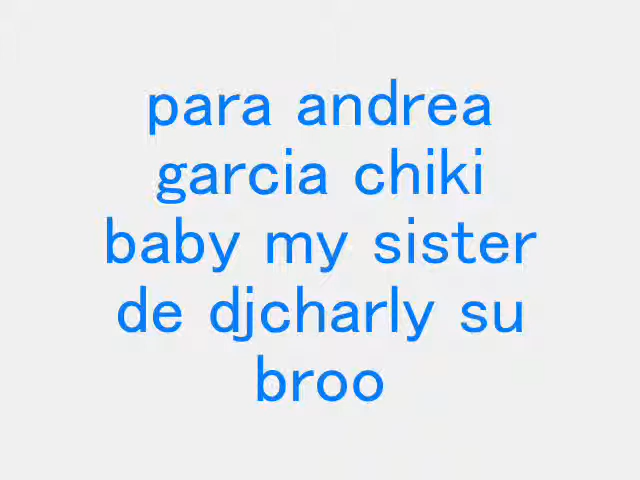 para andrea
garcia chiki
baby my sister
de djcharly su
broo